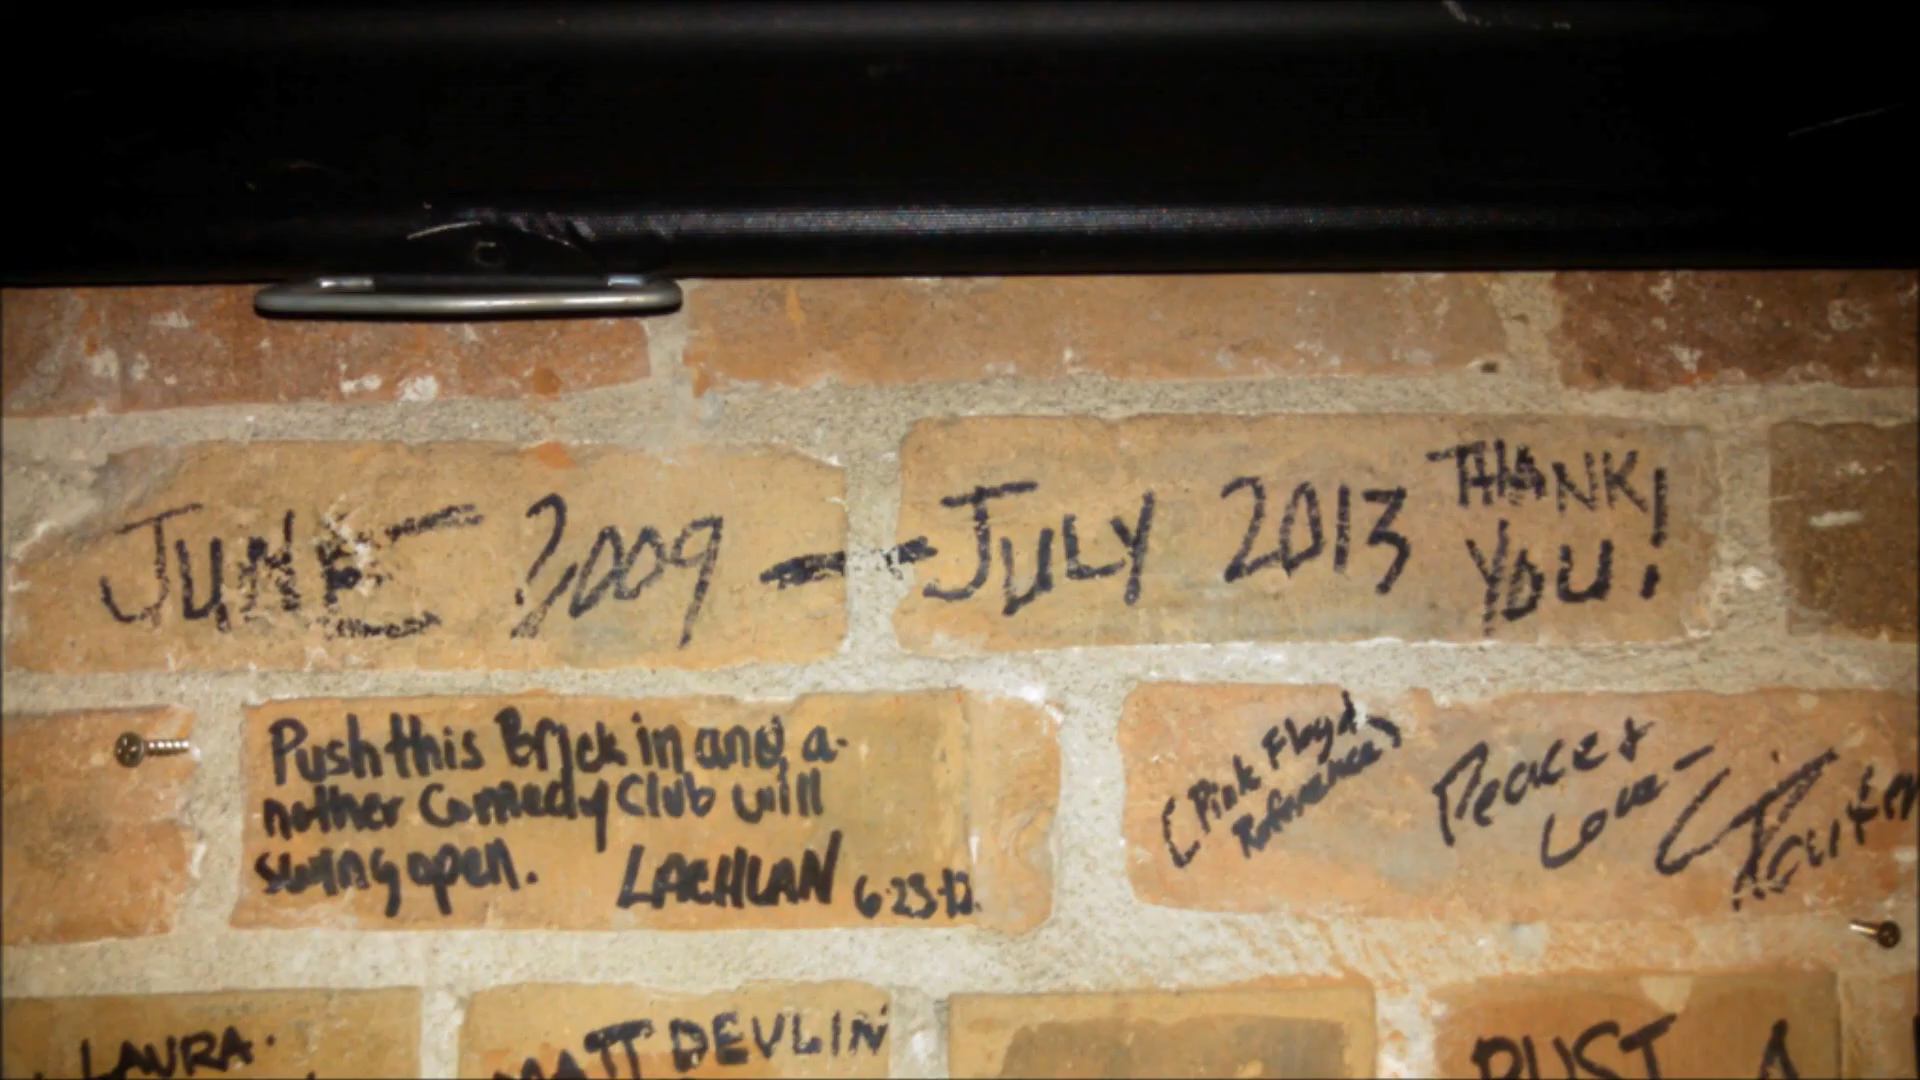 JUNE 2009 — JULY 2013 THANK
YOU!
Push this Brick in and a-
nother Comedy Club will
swing open. LACHLAN 6·23·12
(Pink Floyd
Reference)
Peace &
Love -
LAURA.
MATT DEVLIN
A